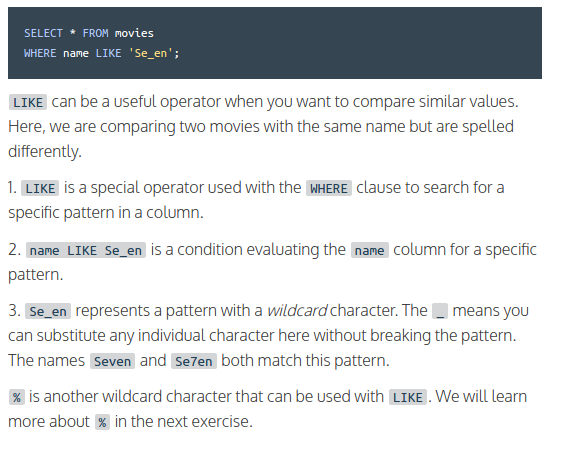 SELECT * FROM movies
WHERE name LIKE 'Se_en';
LIKE can be a useful operator when you want to compare similar values.
Here, we are comparing two movies with the same name but are spelled
differently.
1. LIKE is a special operator used with the WHERE clause to search for a
specific pattern in a column.
2. name LIKE Se_en is a condition evaluating the name column for a specific
pattern.
3. Se_en represents a pattern with a wildcard character. The _ means you
can substitute any individual character here without breaking the pattern.
The names Seven and Se7en both match this pattern.
% is another wildcard character that can be used with LIKE. We will learn
more about % in the next exercise.